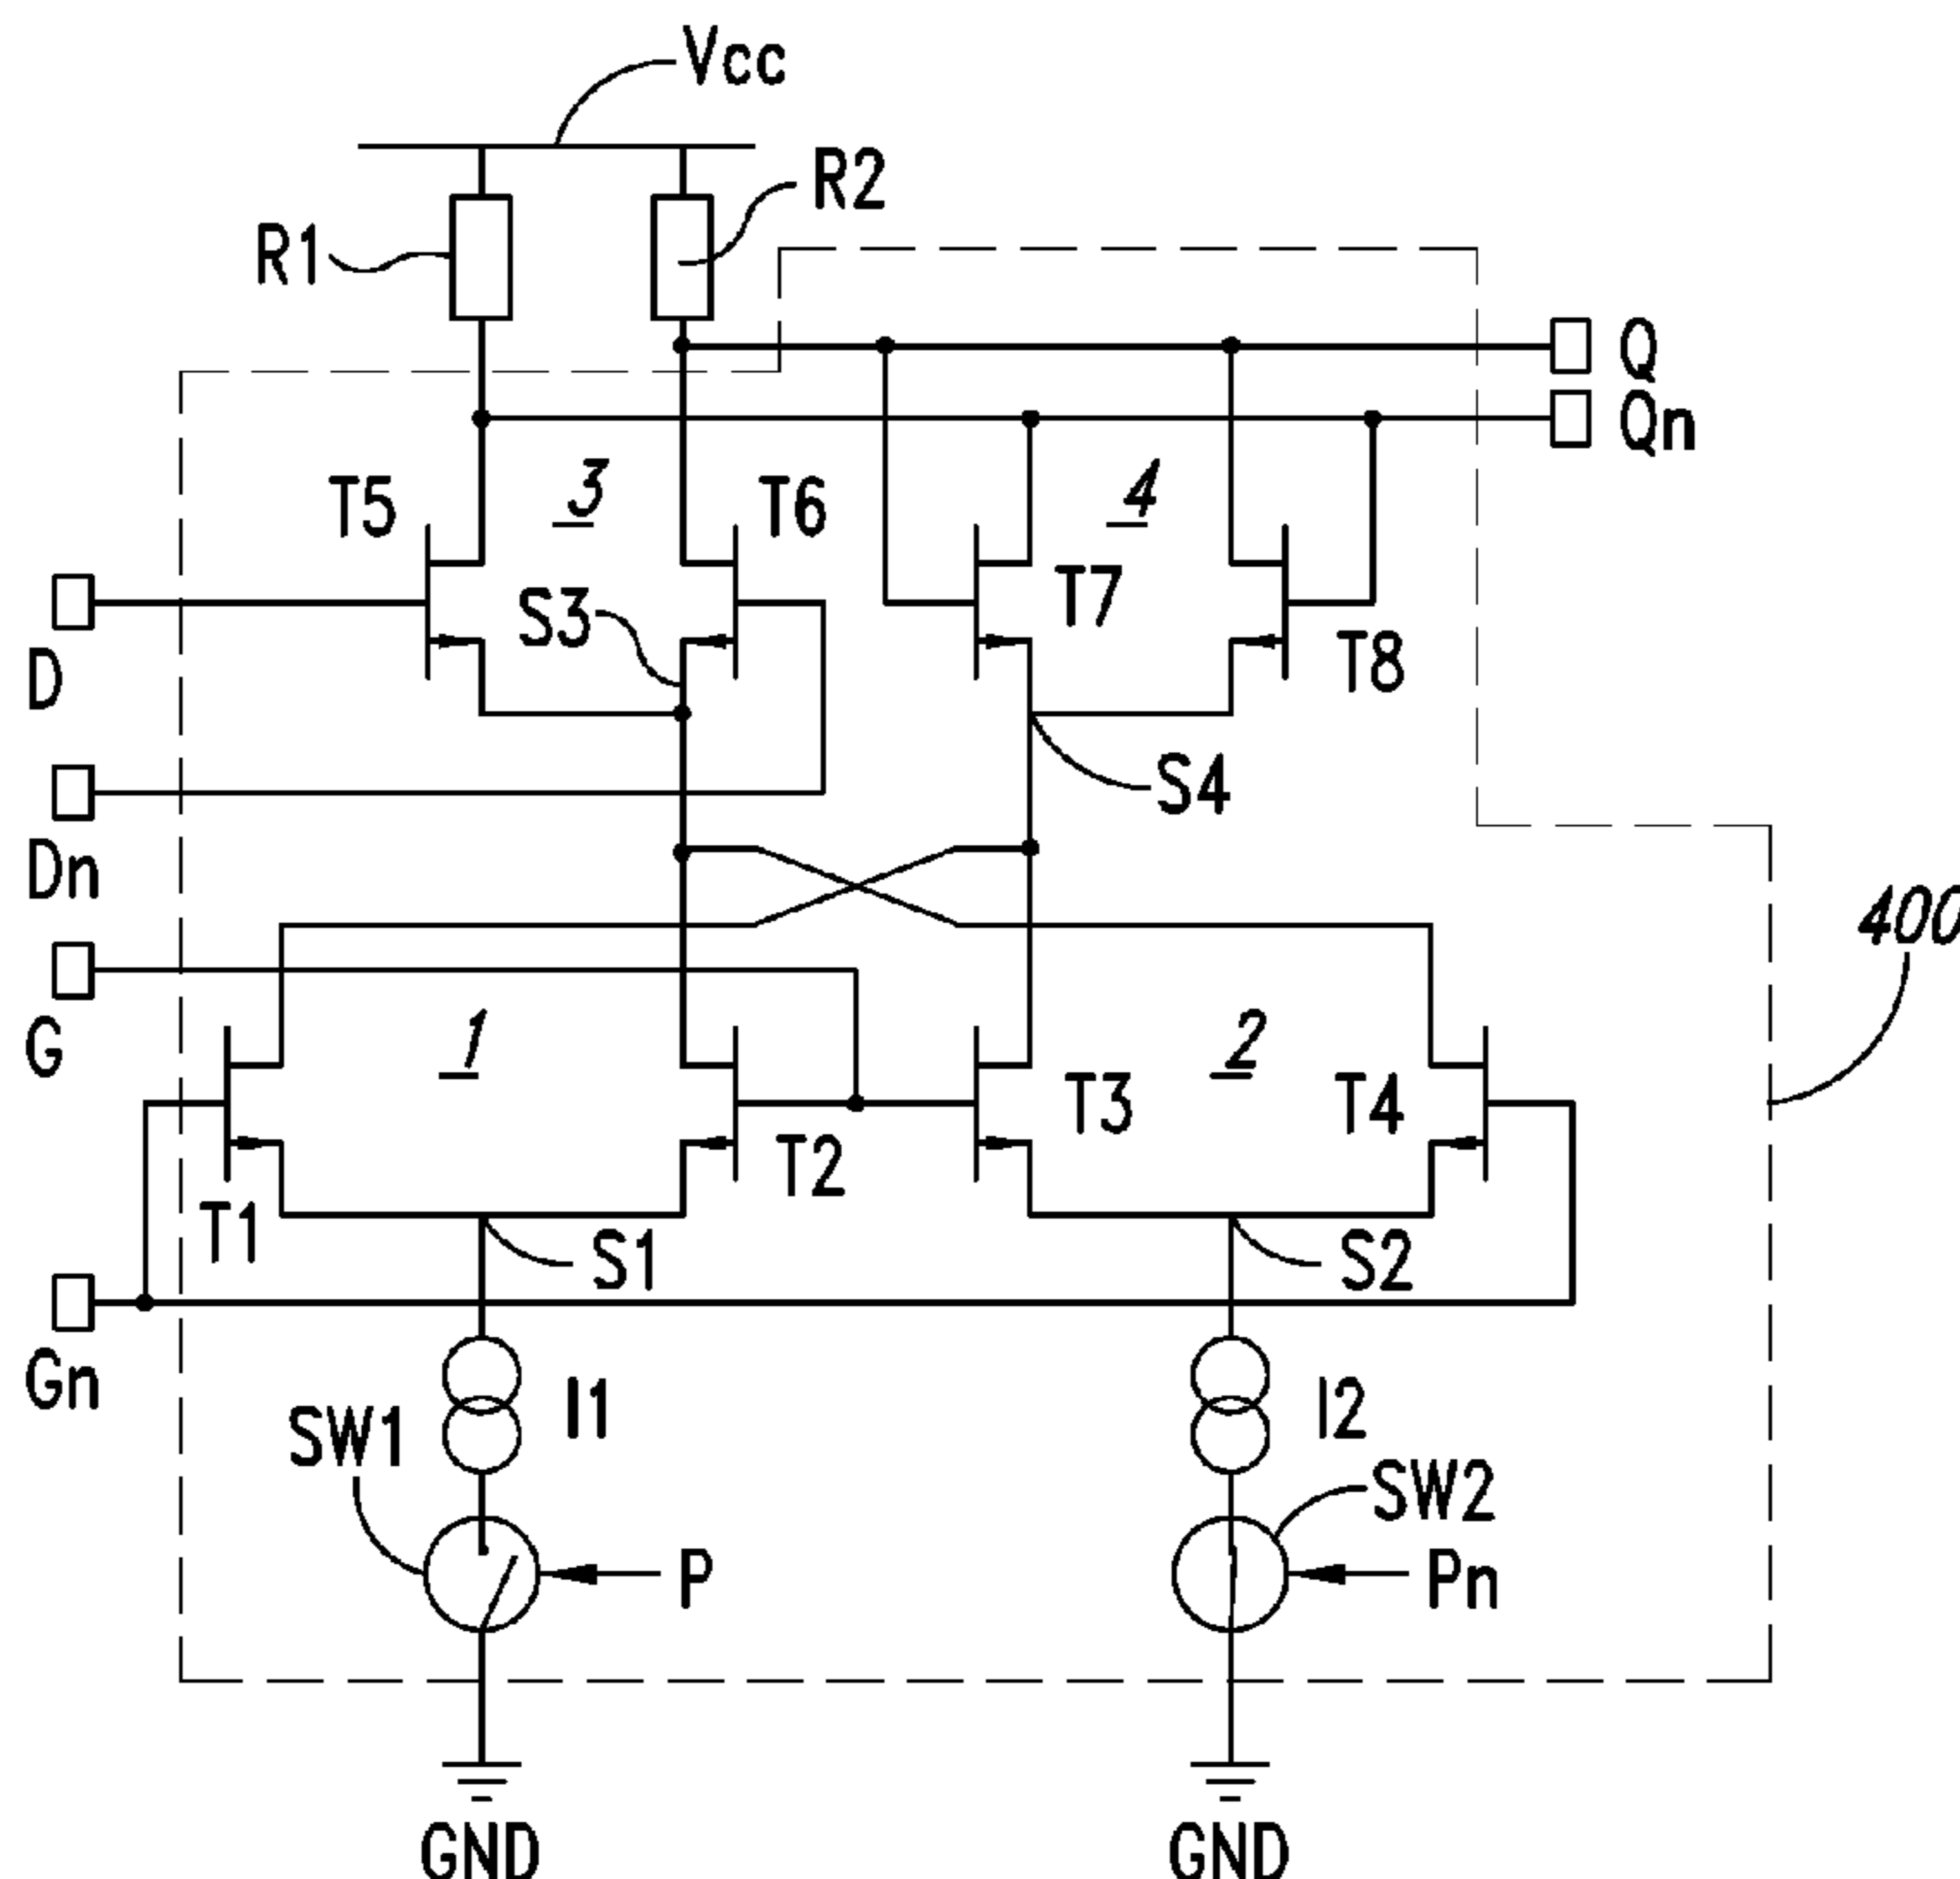 Vcc
R2
R1
Q
Qn
T5
3
T6
4
S3
T7
T8
D
S4
Dn
400
G
1
2
T3
T4
T2
T1
S1
S2
Gn
I1
I2
SW1
SW2
P
Pn
GND
GND